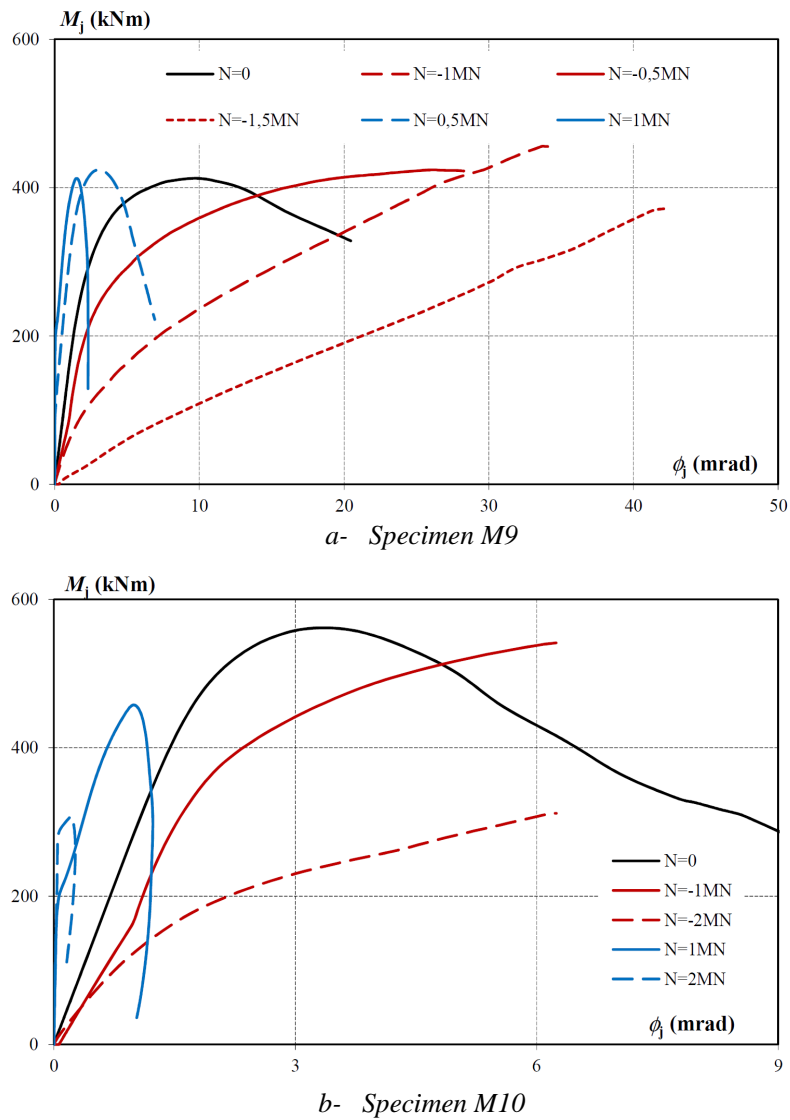 M_j (kNm)
600
N=0 N=-1MN N=-0,5MN
N=-1,5MN N=0,5MN N=1MN
400
200
ϕ_j (mrad)
0
0 10 20 30 40 50
a- Specimen M9
M_j (kNm)
600
400
N=0
N=-1MN
200
N=-2MN
N=1MN
N=2MN
ϕ_j (mrad)
0
0 3 6 9
b- Specimen M10